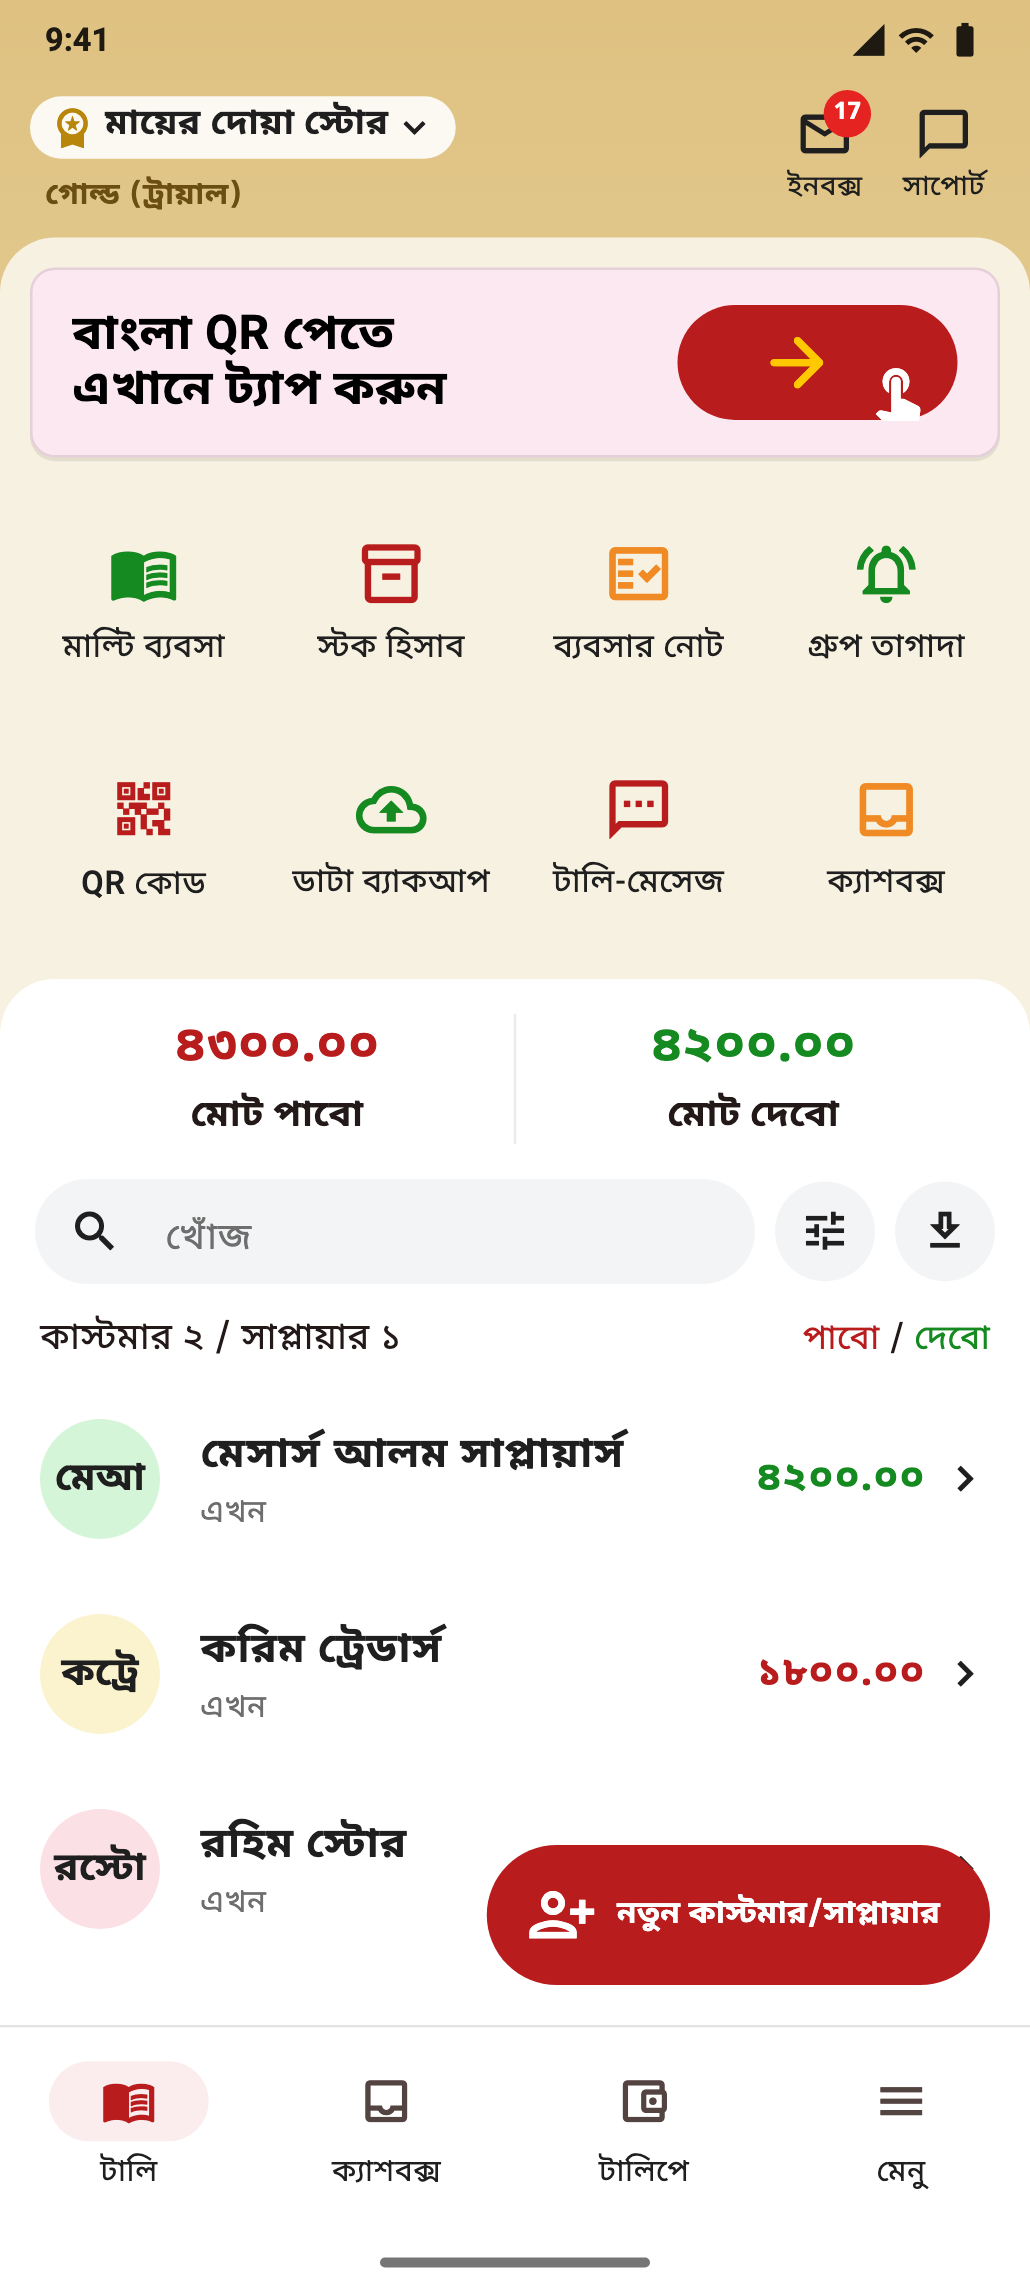 9:41
মায়ের দোয়া স্টোর
17
গোল্ড (ট্রায়াল)
ইনবক্স
সাপোর্ট
বাংলা QR পেতে
এখানে ট্যাপ করুন
মাল্টি ব্যবসা
স্টক হিসাব
ব্যবসার নোট
গ্রুপ তাগাদা
QR কোড
ডাটা ব্যাকআপ
টালি-মেসেজ
ক্যাশবক্স
৪৩০০.০০
৪২০০.০০
মোট পাবো
মোট দেবো
খোঁজ
কাস্টমার ২ / সাপ্লায়ার ১
পাবো / দেবো
মেআ
মেসার্স আলম সাপ্লায়ার্স
এখন
৪২০০.০০
কট্রে
করিম ট্রেডার্স
এখন
১৮০০.০০
রস্টো
রহিম স্টোর
এখন
নতুন কাস্টমার/সাপ্লায়ার
টালি
ক্যাশবক্স
টালিপে
মেনু